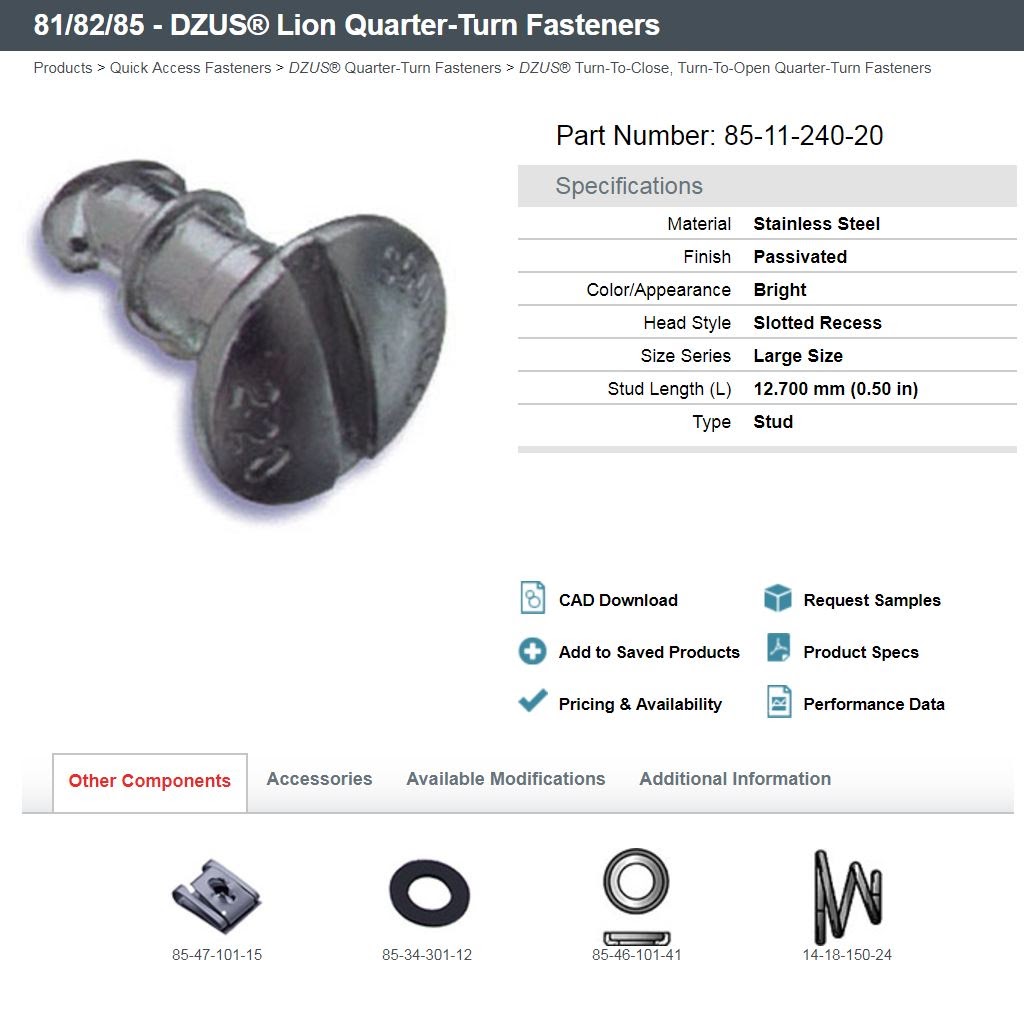 81/82/85 - DZUS® Lion Quarter-Turn Fasteners
Products > Quick Access Fasteners > DZUS® Quarter-Turn Fasteners > DZUS® Turn-To-Close, Turn-To-Open Quarter-Turn Fasteners
Part Number: 85-11-240-20
Specifications
Material Stainless Steel
Finish Passivated
Color/Appearance Bright
Head Style Slotted Recess
Size Series Large Size
Stud Length (L) 12.700 mm (0.50 in)
Type Stud
220
CAD Download Request Samples
Add to Saved Products Product Specs
Pricing & Availability Performance Data
Other Components Accessories Available Modifications Additional Information
85-47-101-15 85-34-301-12 85-46-101-41 14-18-150-24